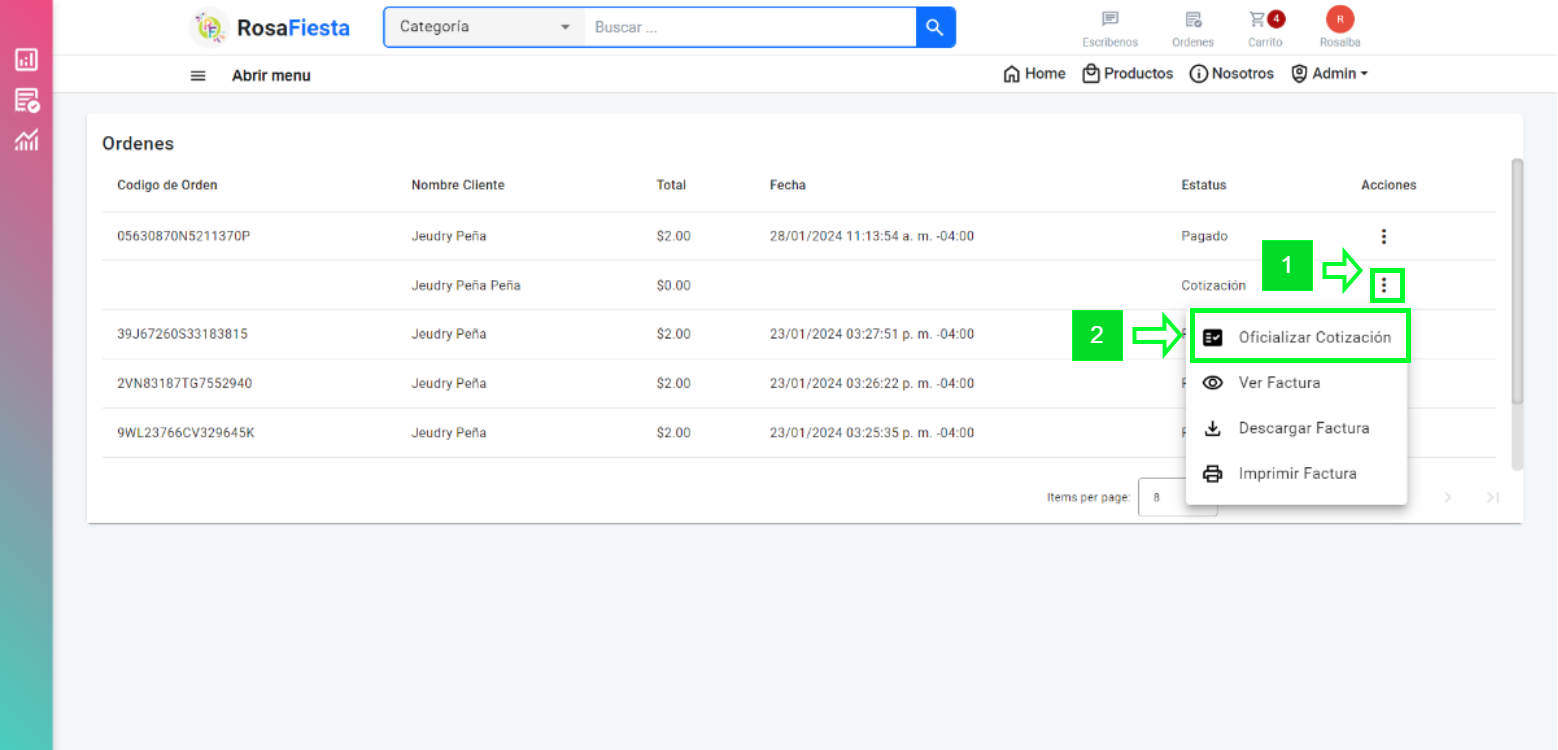 RosaFiesta
Categoría
Buscar ...
Escribenos
Ordenes
4
Carrito
R
Rosalba
Abrir menu
Home
Productos
Nosotros
Admin
Ordenes
Codigo de Orden Nombre Cliente Total Fecha Estatus Acciones
05630870N5211370P Jeudry Peña $2.00 28/01/2024 11:13:54 a. m. -04:00 Pagado
1
Jeudry Peña Peña $0.00 Cotización
39J67260S33183815 Jeudry Peña $2.00 23/01/2024 03:27:51 p. m. -04:00
2
Oficializar Cotización
2VN83187TG7552940 Jeudry Peña $2.00 23/01/2024 03:26:22 p. m. -04:00
Ver Factura
9WL23766CV329645K Jeudry Peña $2.00 23/01/2024 03:25:35 p. m. -04:00
Descargar Factura
Imprimir Factura
Items per page: 8